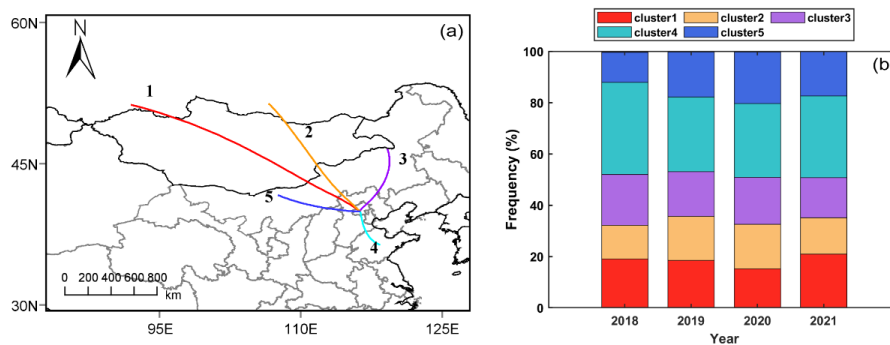 60N
(a)
N
1
2
3
45N
5
4
0 200 400 600 800
km
30N
95E 110E 125E
cluster1 cluster2 cluster3
cluster4 cluster5
100
(b
80
60
40
20
0
Frequency (%)
2018 2019 2020 2021
Year